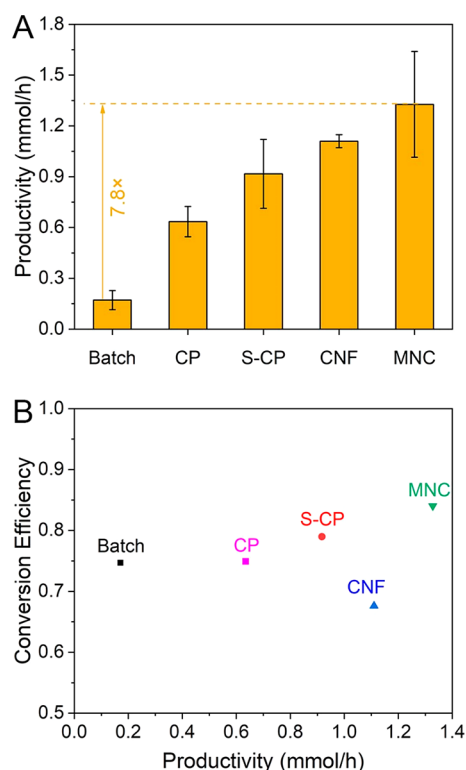 A
Productivity (mmol/h)
1.8
1.5
1.2
0.9
0.6
0.3
0.0
7.8×
Batch CP S-CP CNF MNC
B
Conversion Efficiency
1.0
0.9
0.8
0.7
0.6
0.5
MNC
S-CP
Batch
CP
CNF
0.0 0.2 0.4 0.6 0.8 1.0 1.2 1.4
Productivity (mmol/h)